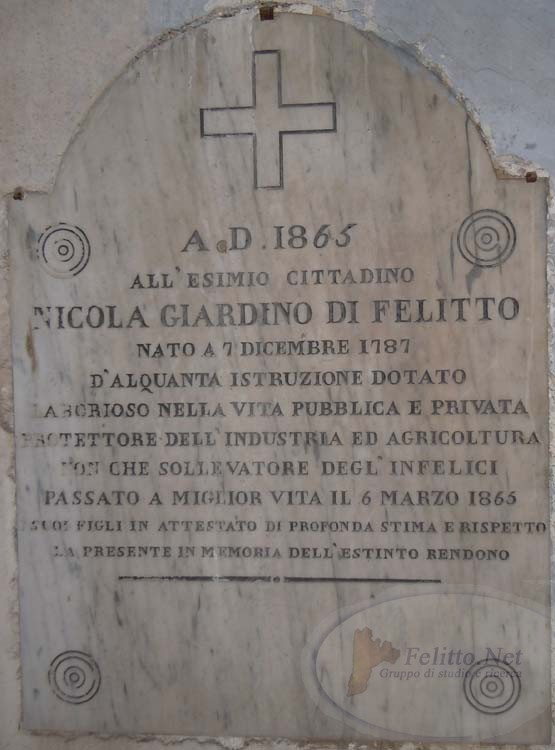 A.D. 1865
ALL'ESIMIO CITTADINO
NICOLA GIARDINO DI FELITTO
NATO A 7 DICEMBRE 1787
D'ALQUANTA ISTRUZIONE DOTATO
LABORIOSO NELLA VITA PUBBLICA E PRIVATA
PROTETTORE DELL'INDUSTRIA ED AGRICOLTURA
NON CHE SOLLEVATORE DEGL'INFELICI
PASSATO A MIGLIOR VITA IL 6 MARZO 1865
I SUOI FIGLI IN ATTESTATO DI PROFONDA STIMA E RISPETTO
LA PRESENTE IN MEMORIA DELL'ESTINTO RENDONO
Felitto.Net
Gruppo di studio e ricerca